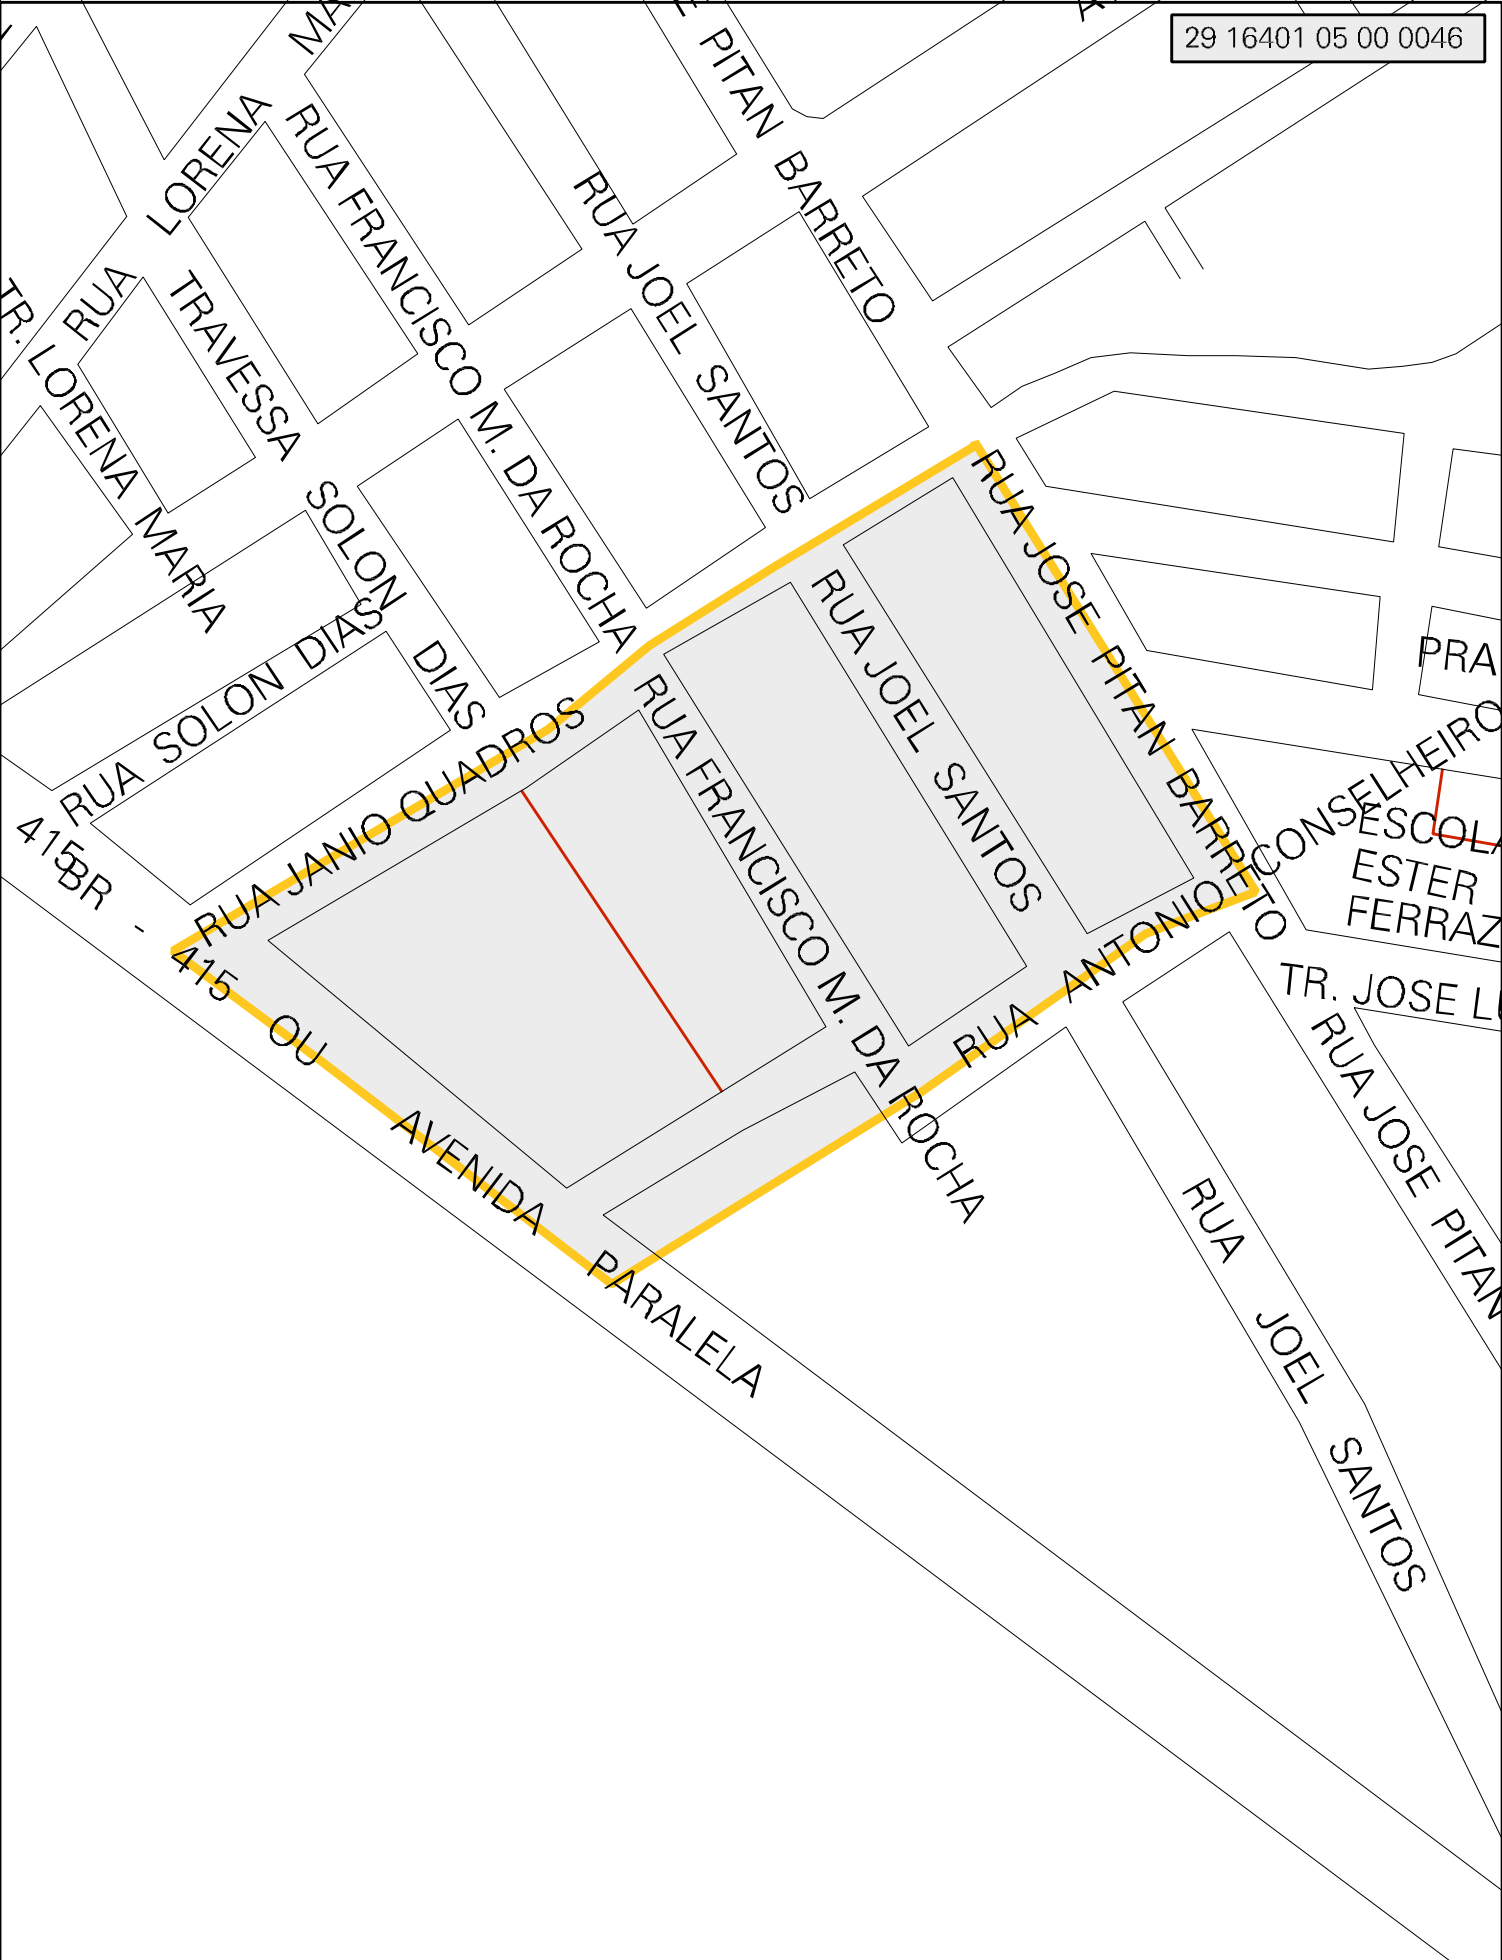 29 16401 05 00 0046
RUA LORENA MA
PITAN BARRETO
RUA FRANCISCO M. DA ROCHA
RUA JOEL SANTOS
TR. LORENA MARIA
TRAVESSA SOLON DIAS
RUA SOLON DIAS
RUA JANIO QUADROS
RUA JOSE PITAN BARRETO
RUA JOEL SANTOS
RUA FRANCISCO M. DA ROCHA
RUA ANTONIO CONSELHEIRO
PRA
ESCOLA
ESTER
FERRAZ
TR. JOSE LU
415
BR - 415 OU AVENIDA PARALELA
RUA JOSE PITAN
RUA JOEL SANTOS